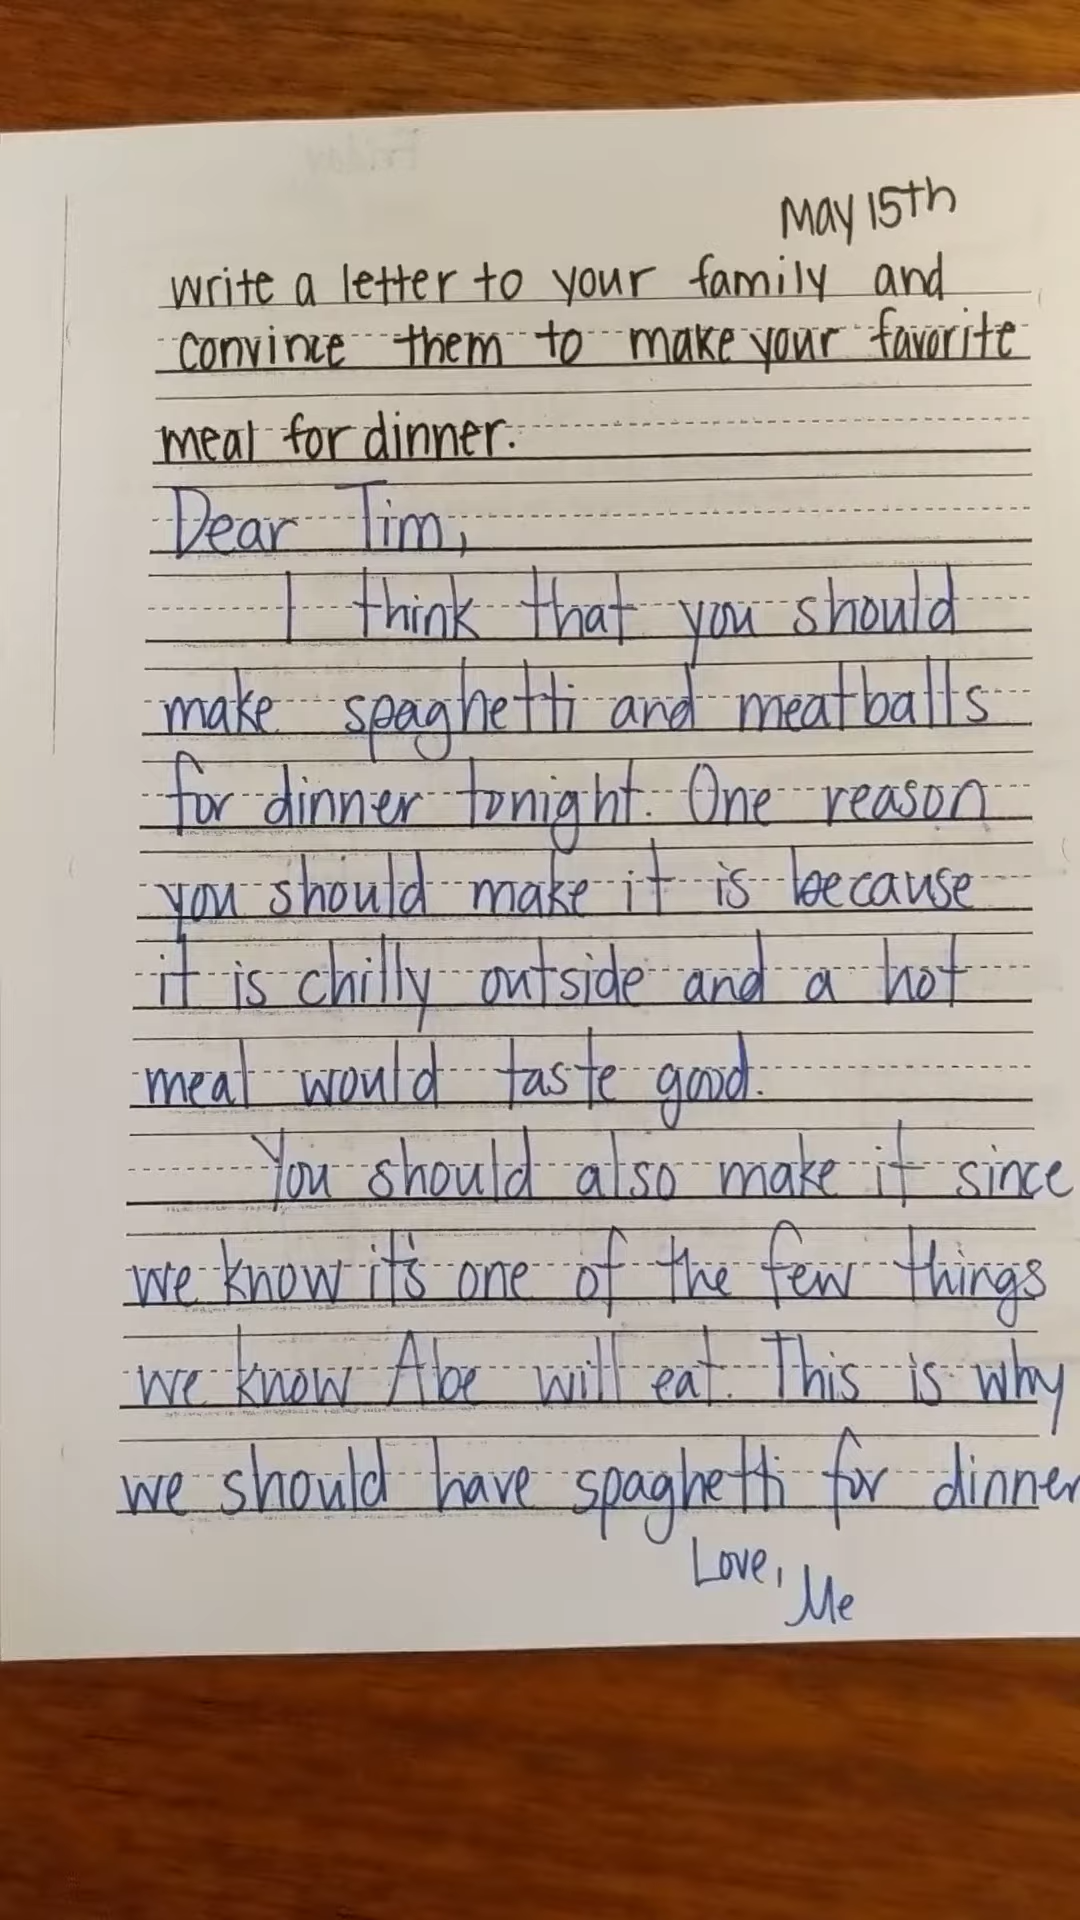 May 15th
write a letter to your family and
convince them to make your favorite
meal for dinner.
Dear Tim,
I think that you should
make spaghetti and meatballs
for dinner tonight. One reason
you should make it is because
it is chilly outside and a hot
meal would taste good.
You should also make it since
we know it's one of the few things
we know Abe will eat. This is why
we should have spaghetti for dinner
Love,
Me